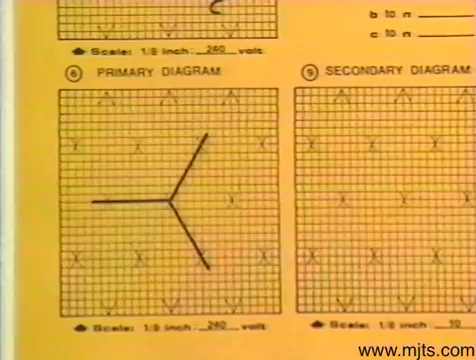 b to n
c to n
Scale: 1/8 inch: 240 volt
6 PRIMARY DIAGRAM
9 SECONDARY DIAGRAM
Scale: 1/8 inch: 240 volt
Scale: 1/8 inch: 10
www.mjts.com